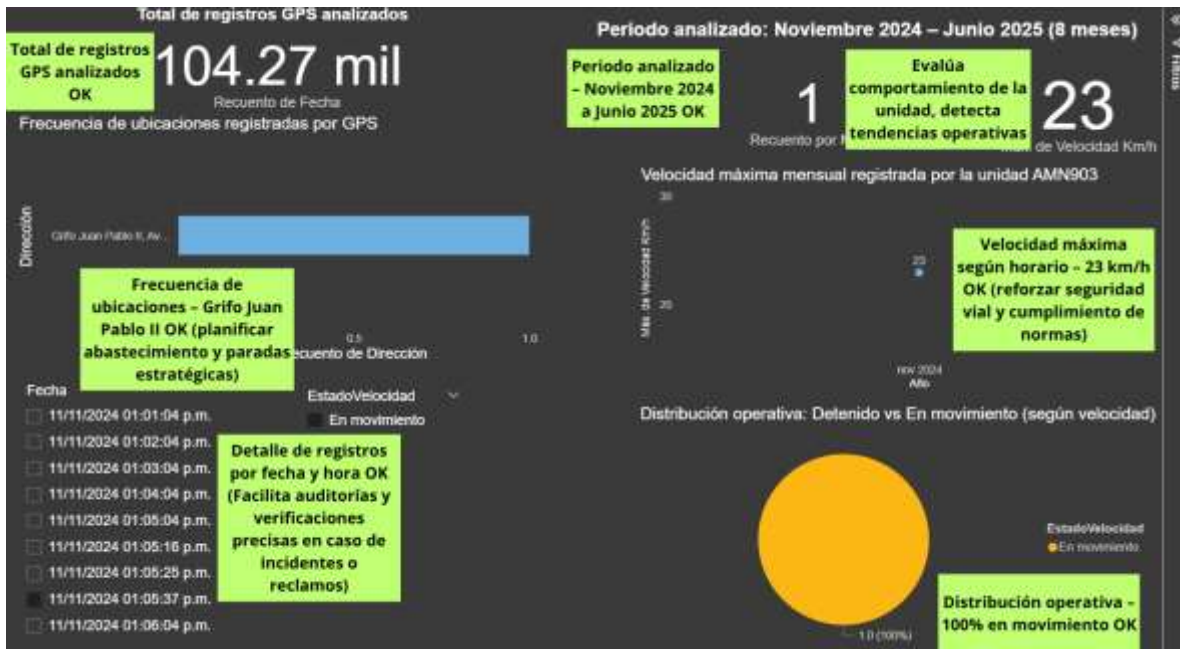 Total de registros GPS analizados
Total de registros
GPS analizados
OK
104.27 mil
Recuento de Fecha
Periodo analizado: Noviembre 2024 – Junio 2025 (8 meses)
Periodo analizado
– Noviembre 2024
a Junio 2025 OK
1
Recuento por
Evalúa
comportamiento de la
unidad, detecta
tendencias operativas
23
de Velocidad Km/h
Filtros
Frecuencia de ubicaciones registradas por GPS
Dirección
Grifo Juan Pablo II, Av...
Frecuencia de
ubicaciones – Grifo Juan
Pablo II OK (planificar
abastecimiento y paradas
estratégicas)
0.5
1.0
ecuento de Dirección
Velocidad máxima mensual registrada por la unidad AMN903
Máx. de Velocidad Km/h
30
20
23
nov 2024
Año
Velocidad máxima
según horario – 23 km/h
OK (reforzar seguridad
vial y cumplimiento de
normas)
Fecha
11/11/2024 01:01:04 p.m.
11/11/2024 01:02:04 p.m.
11/11/2024 01:03:04 p.m.
11/11/2024 01:04:04 p.m.
11/11/2024 01:05:04 p.m.
11/11/2024 01:05:16 p.m.
11/11/2024 01:05:25 p.m.
11/11/2024 01:05:37 p.m.
11/11/2024 01:06:04 p.m.
EstadoVelocidad
En movimiento
Detalle de registros
por fecha y hora OK
(Facilita auditorías y
verificaciones
precisas en caso de
incidentes o
reclamos)
Distribución operativa: Detenido vs En movimiento (según velocidad)
EstadoVelocidad
En movimiento
1.0 (100%)
Distribución operativa –
100% en movimiento OK